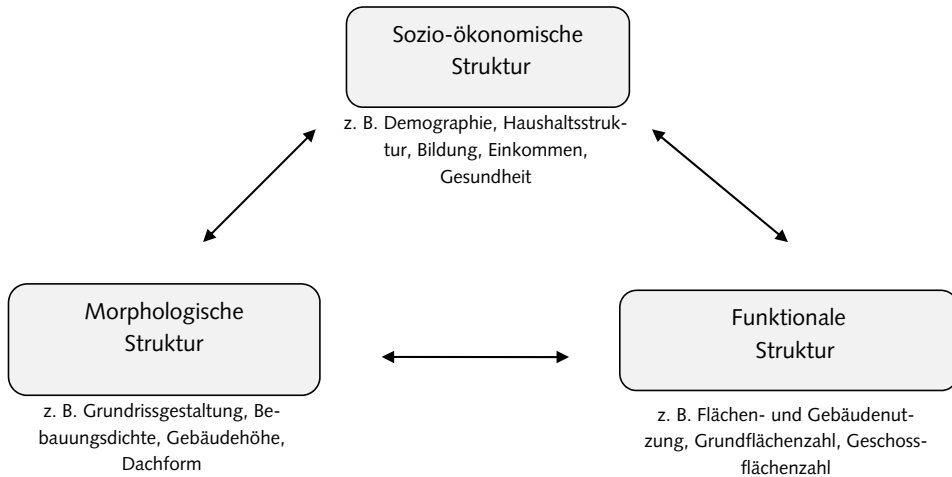 Sozio-ökonomische
Struktur
z. B. Demographie, Haushaltsstruk-
tur, Bildung, Einkommen,
Gesundheit
Morphologische
Struktur
z. B. Grundrissgestaltung, Be-
bauungsdichte, Gebäudehöhe,
Dachform
Funktionale
Struktur
z. B. Flächen- und Gebäudenut-
zung, Grundflächenzahl, Geschoss-
flächenzahl